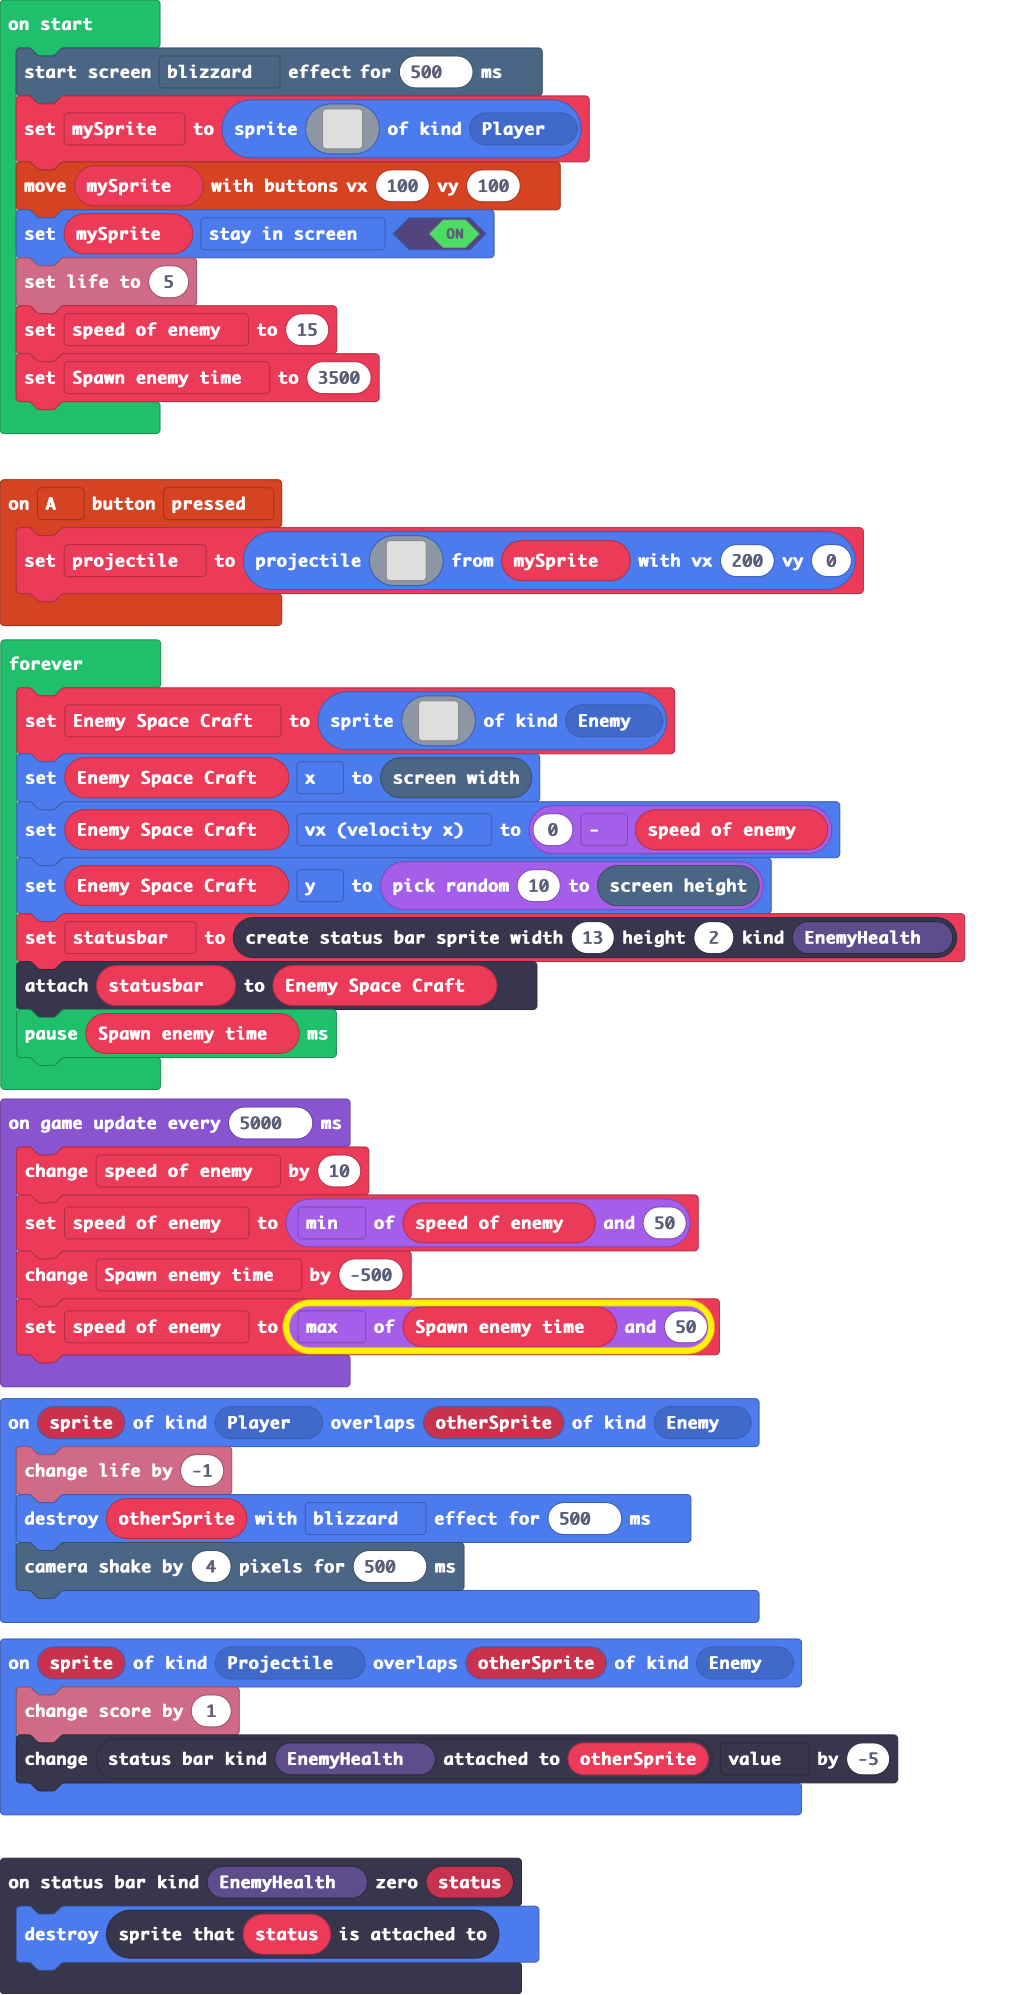 on start
start screen blizzard effect for 500 ms
set mySprite to sprite of kind Player
move mySprite with buttons vx 100 vy 100
set mySprite stay in screen ON
set life to 5
set speed of enemy to 15
set Spawn enemy time to 3500
on A button pressed
set projectile to projectile from mySprite with vx 200 vy 0
forever
set Enemy Space Craft to sprite of kind Enemy
set Enemy Space Craft x to screen width
set Enemy Space Craft vx (velocity x) to 0 - speed of enemy
set Enemy Space Craft y to pick random 10 to screen height
set statusbar to create status bar sprite width 13 height 2 kind EnemyHealth
attach statusbar to Enemy Space Craft
pause Spawn enemy time ms
on game update every 5000 ms
change speed of enemy by 10
set speed of enemy to min of speed of enemy and 50
change Spawn enemy time by -500
set speed of enemy to max of Spawn enemy time and 50
on sprite of kind Player overlaps otherSprite of kind Enemy
change life by -1
destroy otherSprite with blizzard effect for 500 ms
camera shake by 4 pixels for 500 ms
on sprite of kind Projectile overlaps otherSprite of kind Enemy
change score by 1
change status bar kind EnemyHealth attached to otherSprite value by -5
on status bar kind EnemyHealth zero status
destroy sprite that status is attached to